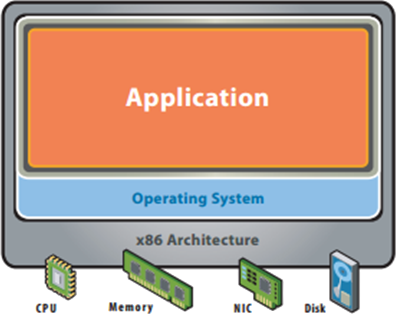 Application
Operating System
x86 Architecture
CPU
Memory
NIC
Disk